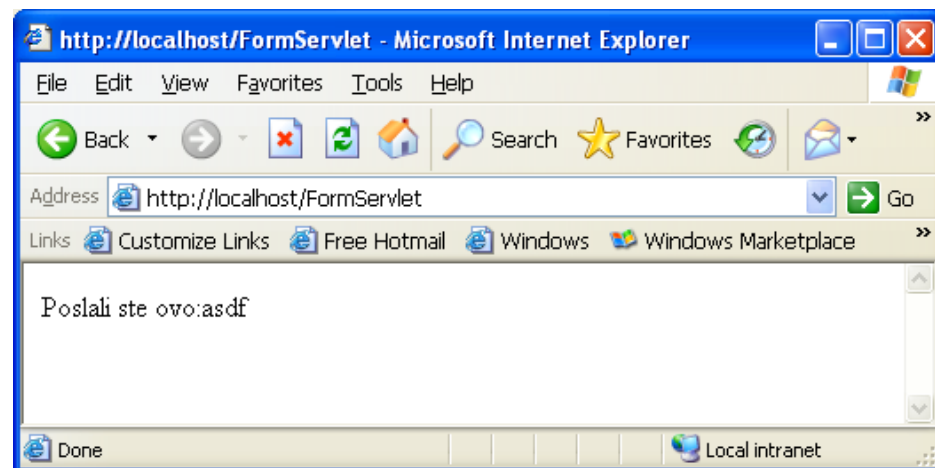 http://localhost/FormServlet - Microsoft Internet Explorer
File Edit View Favorites Tools Help
Back Search Favorites »
Address http://localhost/FormServlet Go
Links Customize Links Free Hotmail Windows Windows Marketplace »
Poslali ste ovo:asdf
Done Local intranet